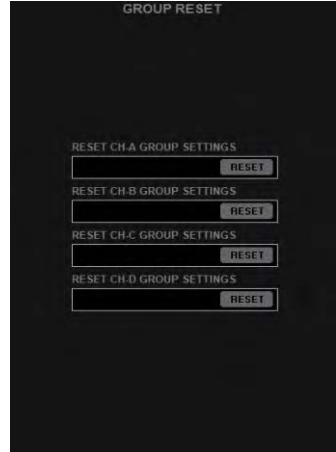 GROUP RESET
RESET CH-A GROUP SETTINGS
RESET
RESET CH-B GROUP SETTINGS
RESET
RESET CH-C GROUP SETTINGS
RESET
RESET CH-D GROUP SETTINGS
RESET